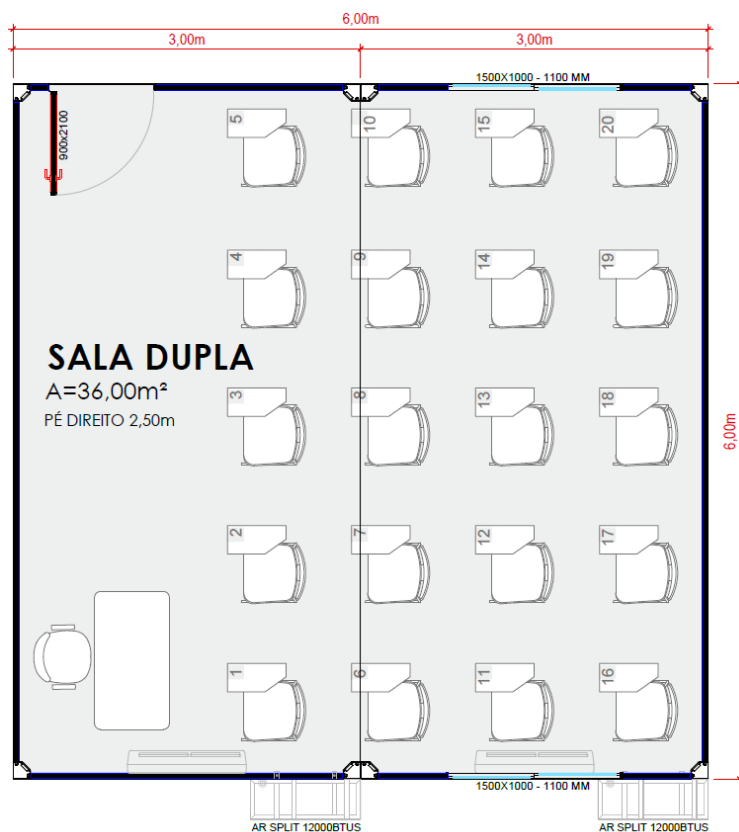 6,00m
3,00m
3,00m
1500X1000 - 1100 MM
900x2100
5
10
15
20
4
9
14
19
SALA DUPLA
A=36,00m²
PÉ DIREITO 2,50m
3
8
13
18
6,00m
2
7
12
17
1
6
11
16
1500X1000 - 1100 MM
AR SPLIT 12000BTUS
AR SPLIT 12000BTUS